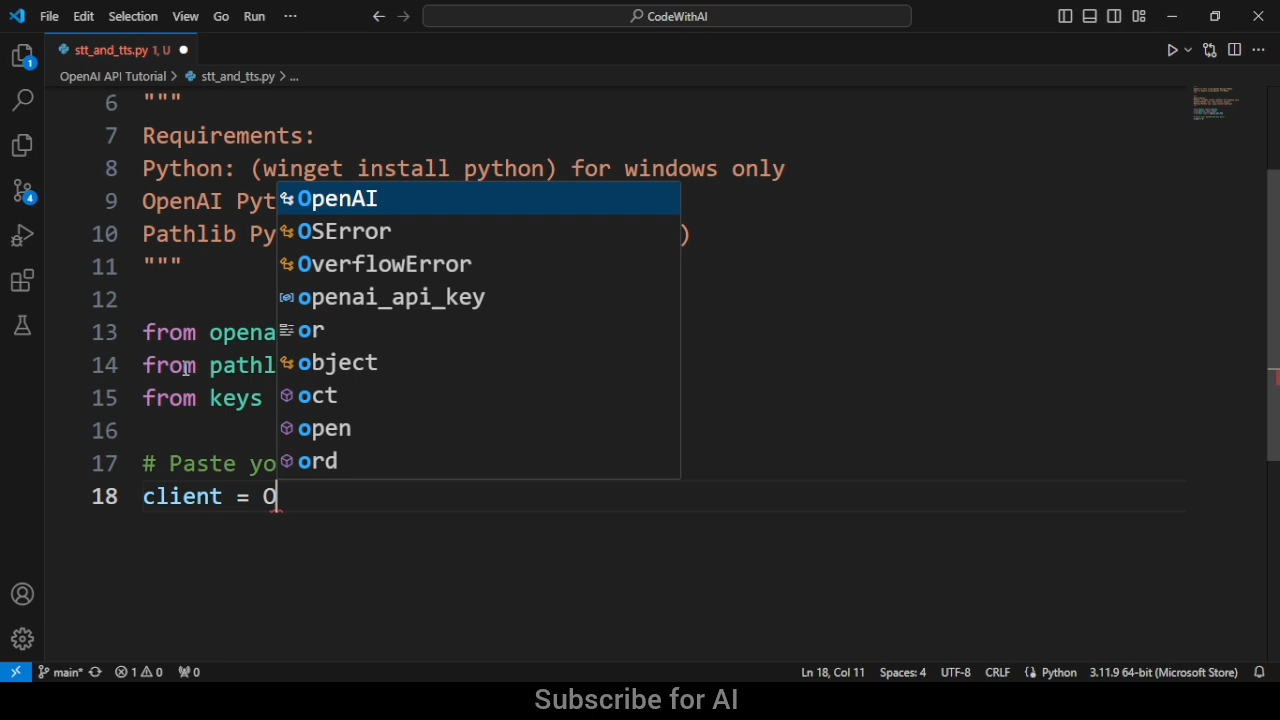 File Edit Selection View Go Run ···
CodeWithAI
stt_and_tts.py 1, U
OpenAI API Tutorial > stt_and_tts.py > ...
6 """
7 Requirements:
8 Python: (winget install python) for windows only
9 OpenAI Pyt
10 Pathlib Py )
11 """
12
13 from opena
14 from pathl
15 from keys
16
17 # Paste yo
18 client = O
OpenAI
OSError
OverflowError
openai_api_key
or
object
oct
open
ord
1
4
main* 1 0 0 Ln 18, Col 11 Spaces: 4 UTF-8 CRLF Python 3.11.9 64-bit (Microsoft Store)
Subscribe for AI